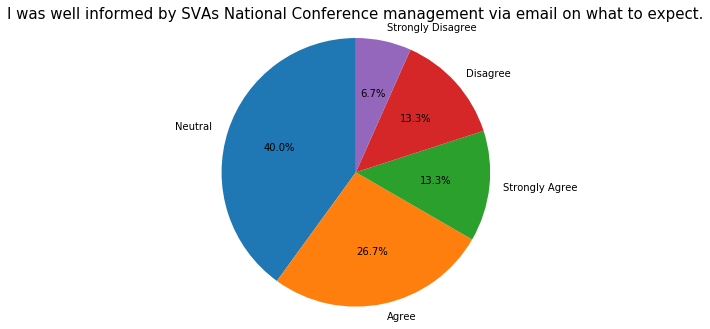 I was well informed by SVAs National Conference management via email on what to expect.
Strongly Disagree
Disagree
6.7%
13.3%
Neutral
40.0%
13.3%
Strongly Agree
26.7%
Agree